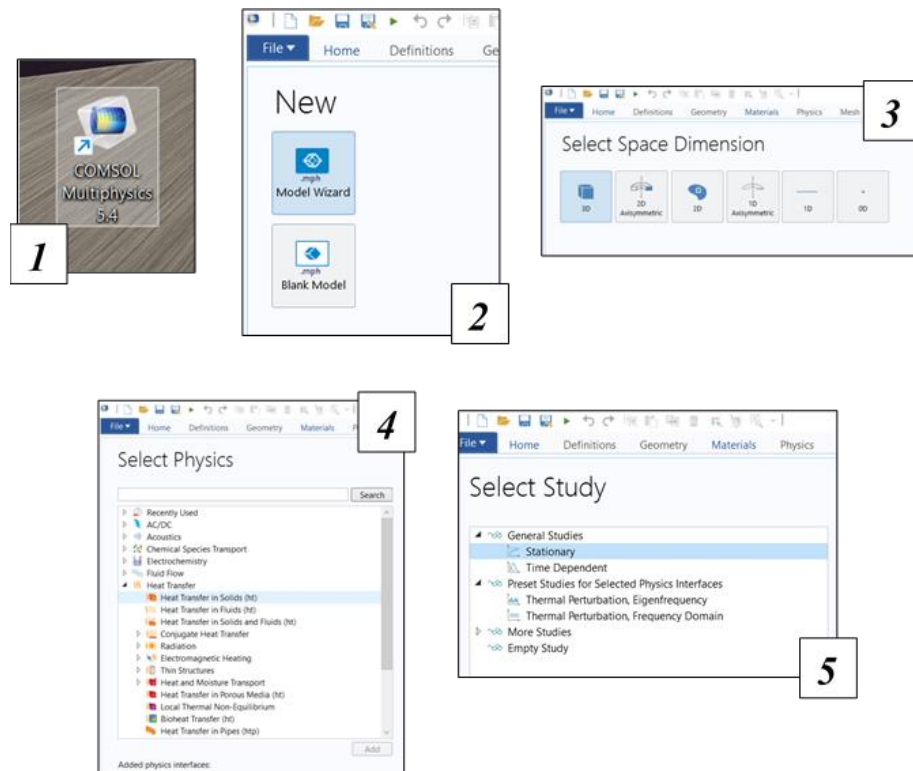 COMSOL
Multiphysics
5.4
1
File Home Definitions Ge
New
.mph
Model Wizard
.mph
Blank Model
2
File Home Definitions Geometry Materials Physics Mesh
3
Select Space Dimension
3D
2D
Axisymmetric
2D
1D
Axisymmetric
1D
0D
File Home Definitions Geometry Materials
4
Select Physics
Search
Recently Used
AC/DC
Acoustics
Chemical Species Transport
Electrochemistry
Fluid Flow
Heat Transfer
Heat Transfer in Solids (ht)
Heat Transfer in Fluids (ht)
Heat Transfer in Solids and Fluids (ht)
Conjugate Heat Transfer
Radiation
Electromagnetic Heating
Thin Structures
Heat and Moisture Transport
Heat Transfer in Porous Media (ht)
Local Thermal Non-Equilibrium
Bioheat Transfer (ht)
Heat Transfer in Pipes (htp)
Add
Added physics interfaces:
File Home Definitions Geometry Materials Physics
Select Study
General Studies
Stationary
Time Dependent
Preset Studies for Selected Physics Interfaces
Thermal Perturbation, Eigenfrequency
Thermal Perturbation, Frequency Domain
More Studies
Empty Study
5